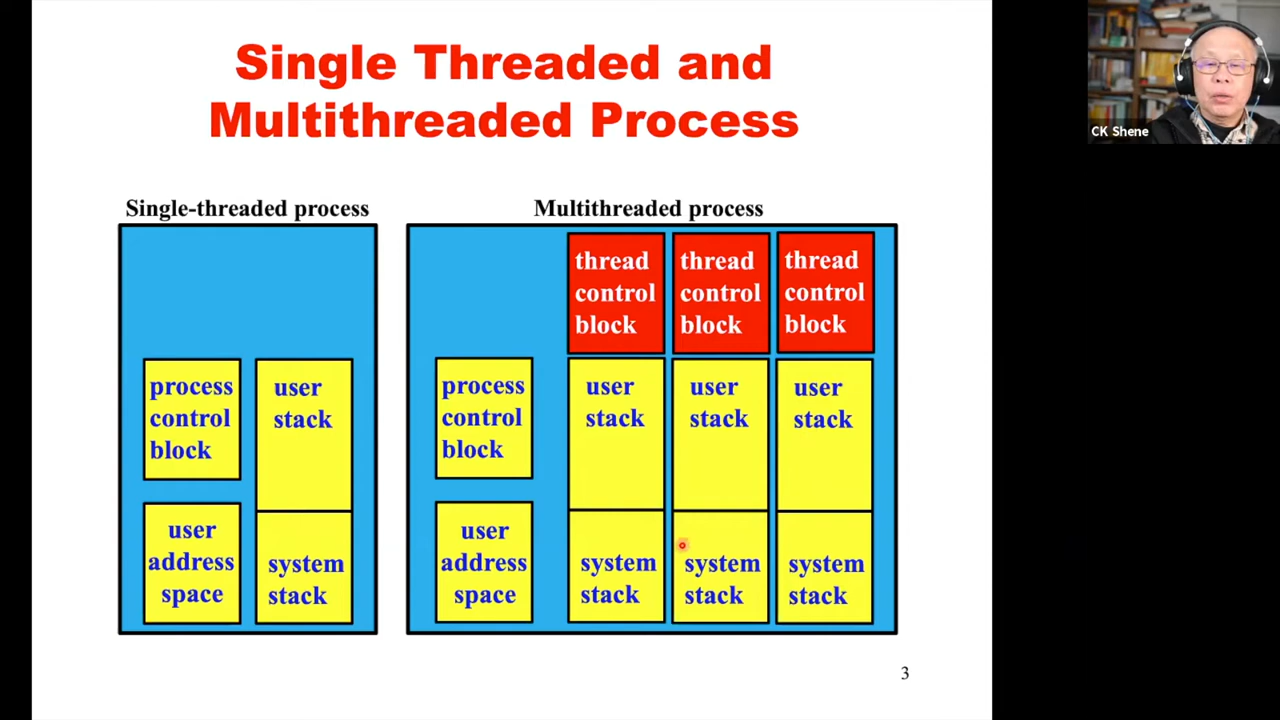 Single Threaded and
Multithreaded Process
CK Shene
Single-threaded process
process
control
block
user
stack
user
address
space
system
stack
Multithreaded process
thread
control
block
thread
control
block
thread
control
block
process
control
block
user
stack
user
stack
user
stack
user
address
space
system
stack
system
stack
system
stack
3